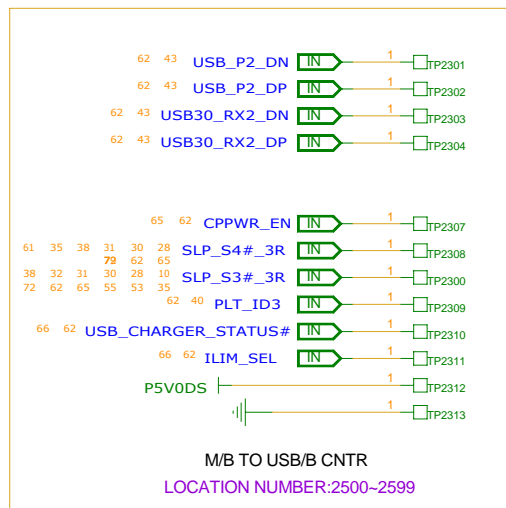 62 43 USB_P2_DN IN 1 TP2301
62 43 USB_P2_DP IN 1 TP2302
62 43 USB30_RX2_DN IN 1 TP2303
62 43 USB30_RX2_DP IN 1 TP2304
65 62 CPPWR_EN IN 1 TP2307
61 35 38 31 30 28 SLP_S4#_3R IN 1 TP2308
62 65
38 32 31 30 28 10 SLP_S3#_3R IN 1 TP2300
72 62 65 55 53 35
62 40 PLT_ID3 IN 1 TP2309
66 62 USB_CHARGER_STATUS# IN 1 TP2310
66 62 ILIM_SEL IN 1 TP2311
P5V0DS 1 TP2312
1 TP2313
M/B TO USB/B CNTR
LOCATION NUMBER:2500~2599